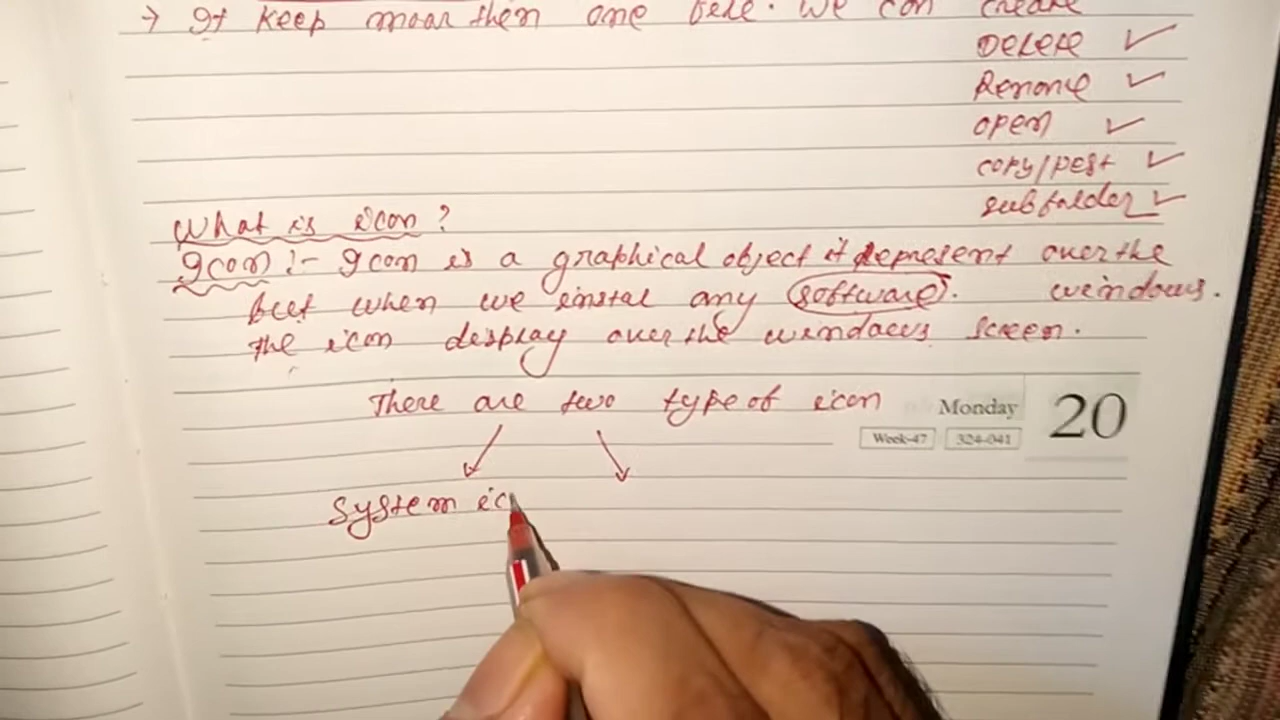 → It keep moar then one file. We can create
Delete ✓
Rename ✓
open ✓
copy/pest ✓
subfolder ✓
What is icon ?
Icon :- Icon is a graphical object it represent over the
windows.
but when we instal any software.
the icon desplay over the windows screen.
There are two type of icon
Monday 20
Week-47 324-041
System ic